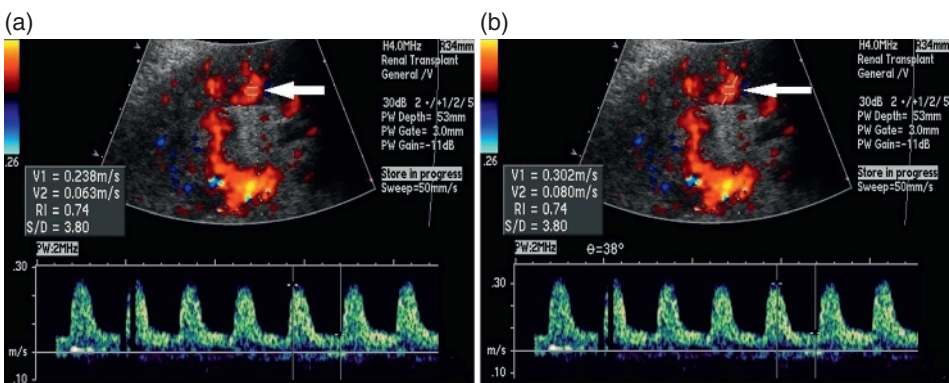 (a)
H4.0MHz R34mm
Renal Transplant
General /V
30dB 2 +/+1/2/5
PW Depth= 53mm
PW Gate= 3.0mm
PW Gain=-11dB
Store in progress
Sweep=50mm/s
.26
V1 = 0.238m/s
V2 = 0.063m/s
RI = 0.74
S/D = 3.80
PW:2MHz
.30
m/s
.10
(b)
H4.0MHz R34mm
Renal Transplant
General /V
30dB 2 +/+1/2/5
PW Depth= 53mm
PW Gate= 3.0mm
PW Gain=-11dB
Store in progress
Sweep=50mm/s
.26
V1 = 0.302m/s
V2 = 0.080m/s
RI = 0.74
S/D = 3.80
PW:2MHz θ=38°
.30
m/s
.10